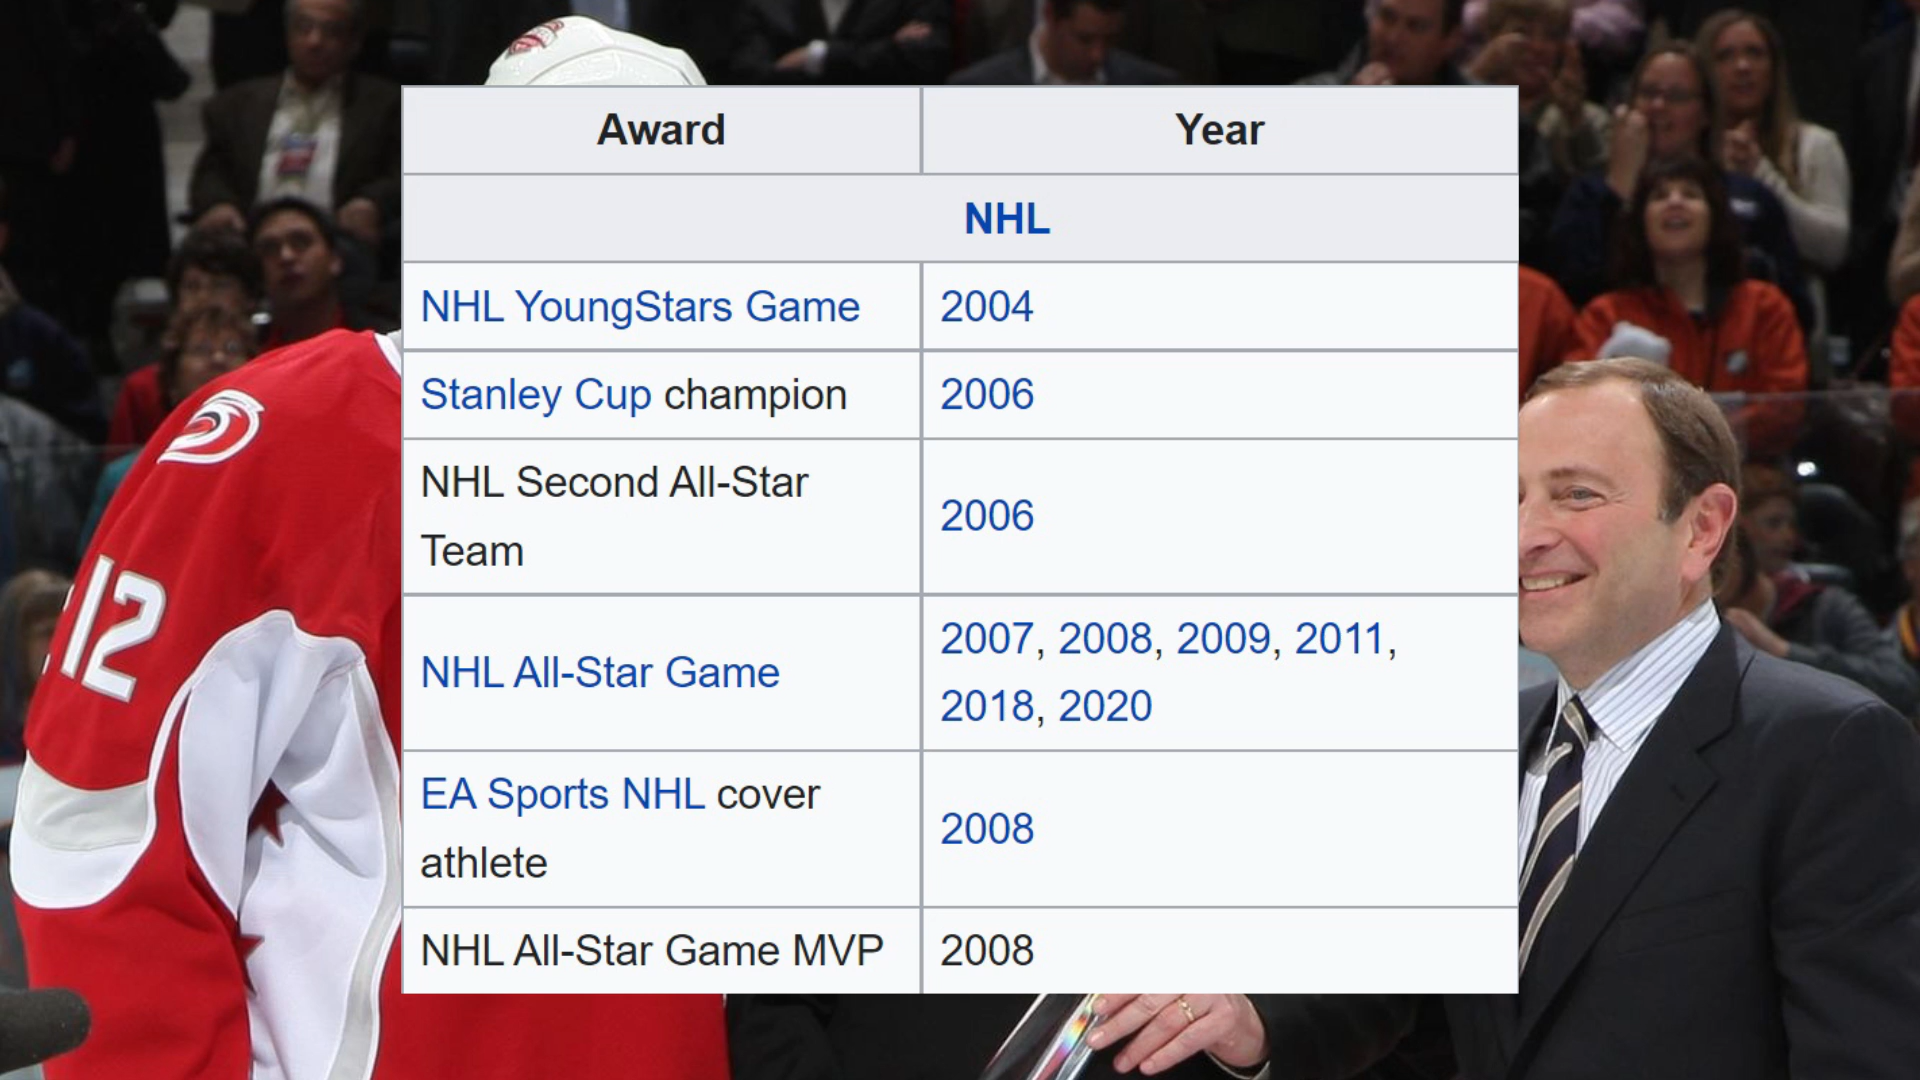 Award Year
NHL
NHL YoungStars Game 2004
Stanley Cup champion 2006
NHL Second All-Star
Team
2006
NHL All-Star Game
2007, 2008, 2009, 2011,
2018, 2020
EA Sports NHL cover
athlete
2008
NHL All-Star Game MVP 2008
12